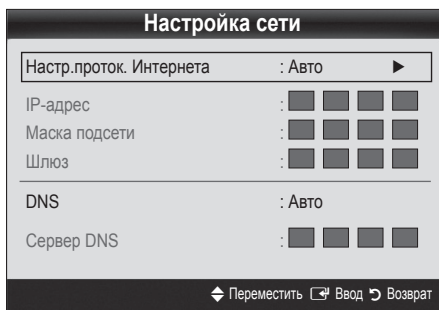 Настройка сети
Настр.проток. Интернета : Авто ►
IP-адрес :
Маска подсети :
Шлюз :
DNS : Авто
Сервер DNS :
Переместить Ввод Возврат